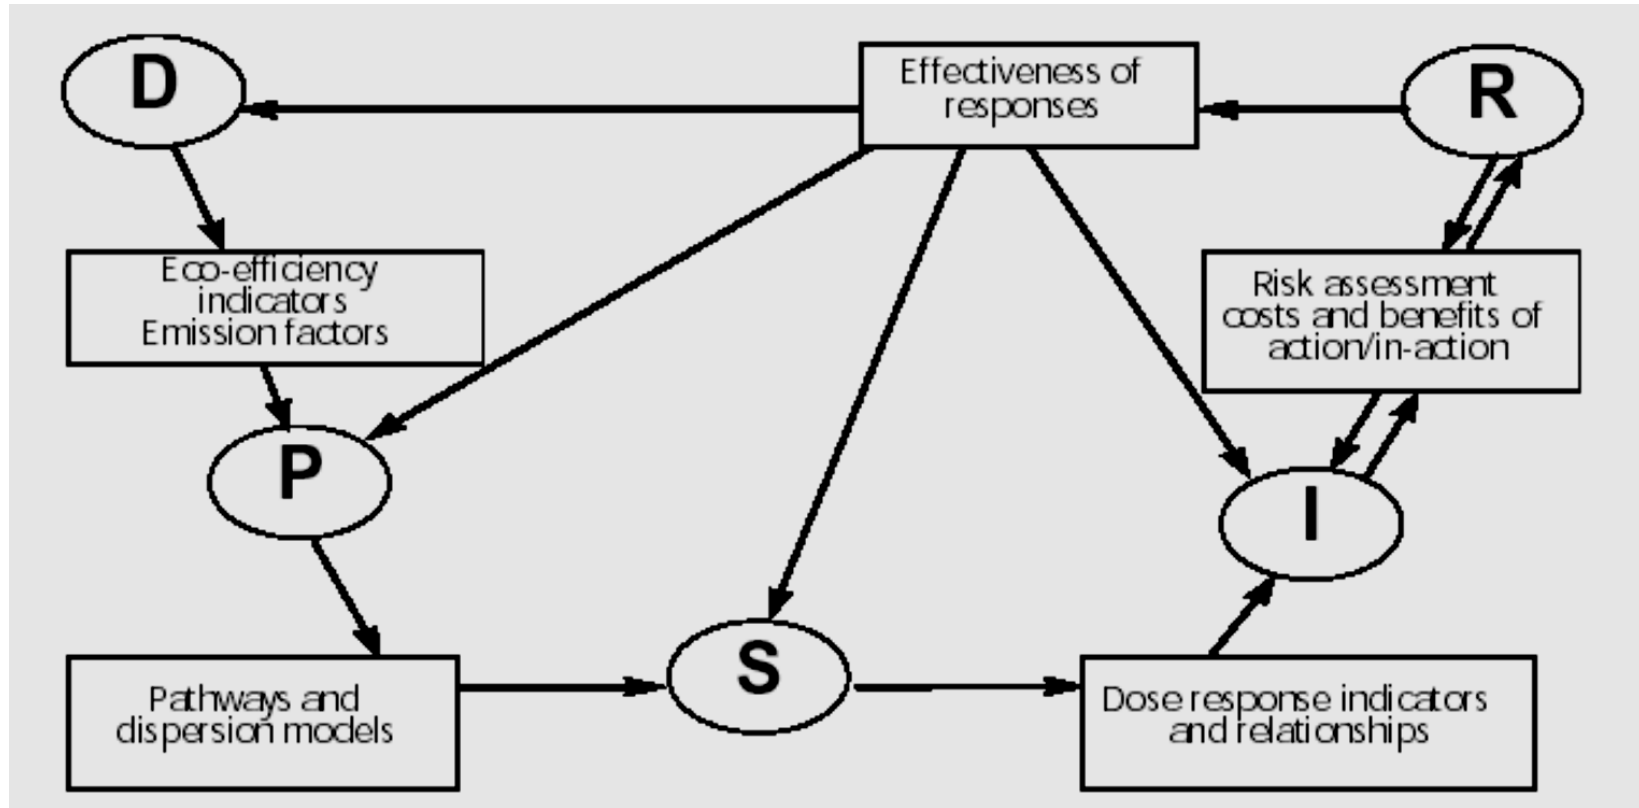 D
Effectiveness of
responses
R
Eco-efficiency
indicators
Emission factors
Risk assessment
costs and benefits of
action/in-action
P
I
S
Pathways and
dispersion models
Dose response indicators
and relationships